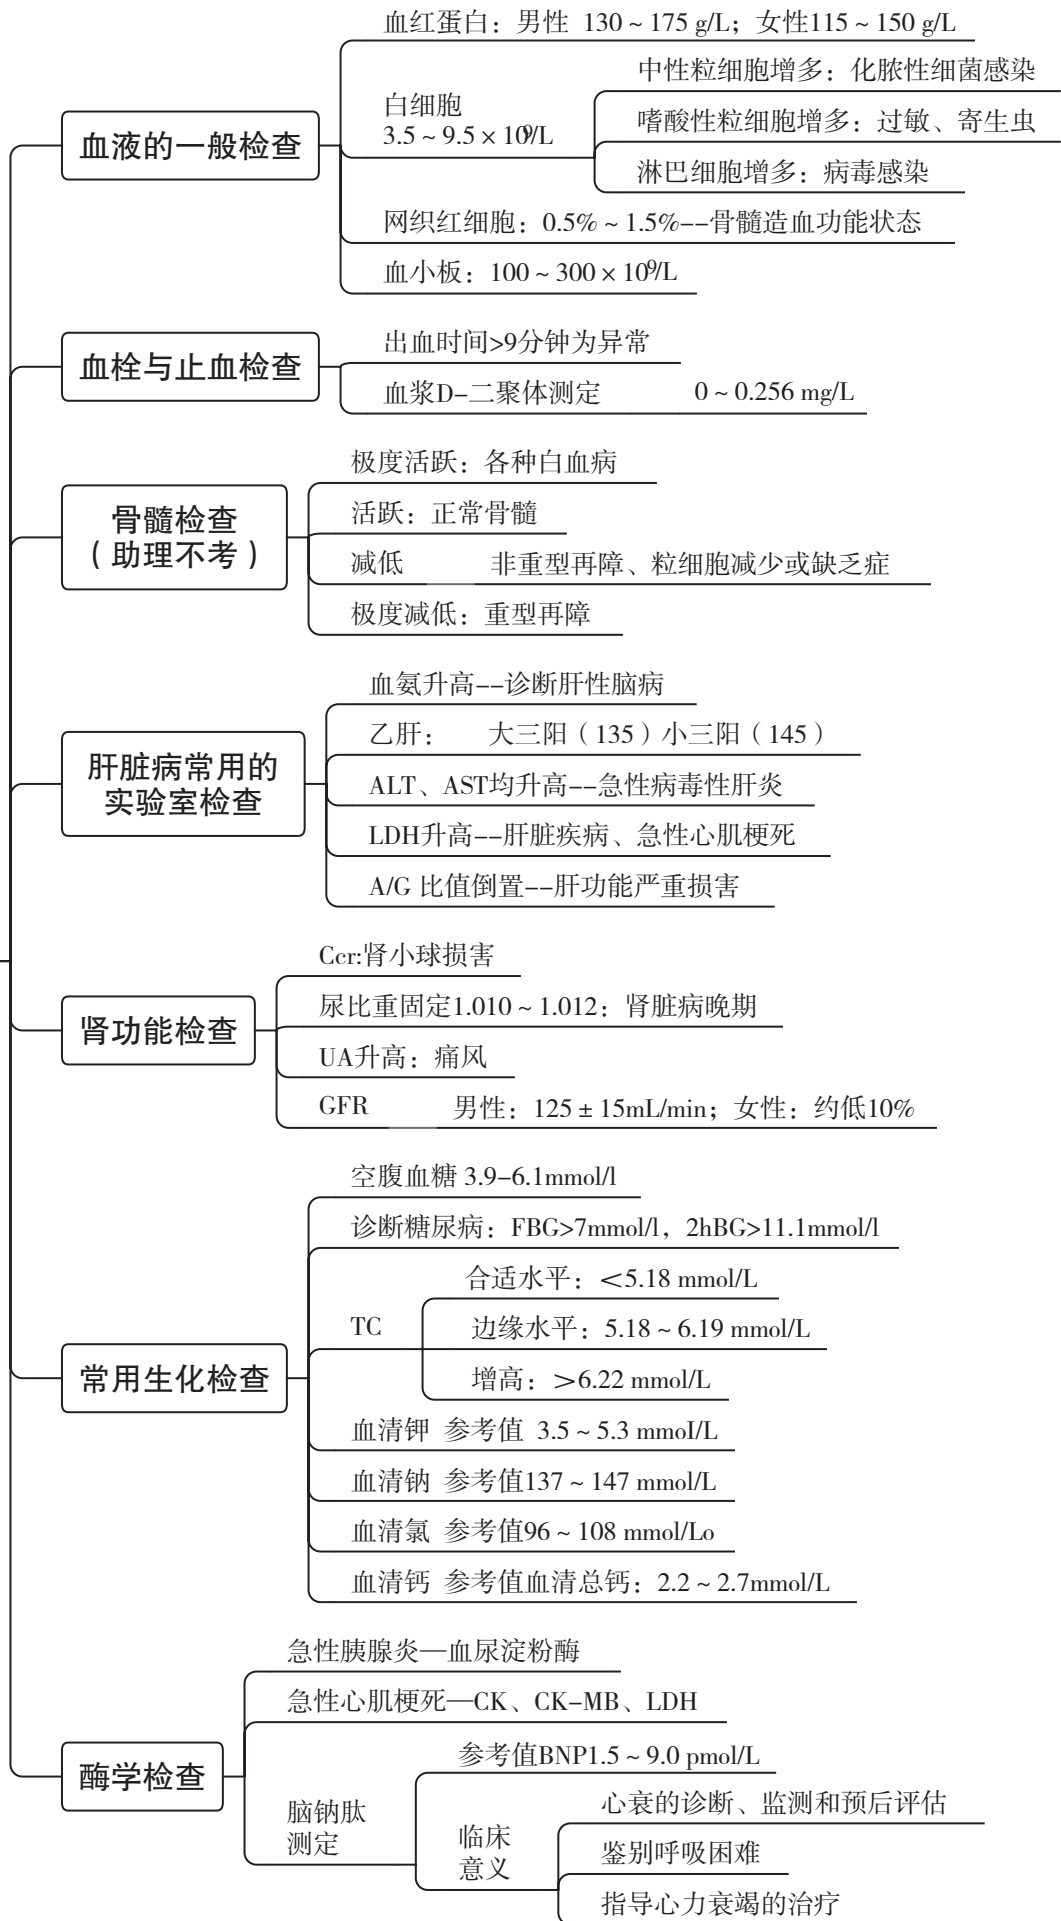 血液的一般检查
血红蛋白：男性 130～175 g/L；女性115～150 g/L
白细胞
3.5～9.5×10⁹/L
中性粒细胞增多：化脓性细菌感染
嗜酸性粒细胞增多：过敏、寄生虫
淋巴细胞增多：病毒感染
网织红细胞：0.5%～1.5%--骨髓造血功能状态
血小板：100～300×10⁹/L
血栓与止血检查
出血时间>9分钟为异常
血浆D-二聚体测定 0～0.256 mg/L
骨髓检查
（助理不考）
极度活跃：各种白血病
活跃：正常骨髓
减低 非重型再障、粒细胞减少或缺乏症
极度减低：重型再障
肝脏病常用的
实验室检查
血氨升高--诊断肝性脑病
乙肝： 大三阳（135）小三阳（145）
ALT、AST均升高--急性病毒性肝炎
LDH升高--肝脏疾病、急性心肌梗死
A/G 比值倒置--肝功能严重损害
肾功能检查
Ccr:肾小球损害
尿比重固定1.010～1.012：肾脏病晚期
UA升高：痛风
GFR 男性：125±15mL/min；女性：约低10%
常用生化检查
空腹血糖 3.9-6.1mmol/l
诊断糖尿病：FBG>7mmol/l，2hBG>11.1mmol/l
TC
合适水平：＜5.18 mmol/L
边缘水平：5.18～6.19 mmol/L
增高：＞6.22 mmol/L
血清钾 参考值 3.5～5.3 mmoI/L
血清钠 参考值137～147 mmol/L
血清氯 参考值96～108 mmol/Lo
血清钙 参考值血清总钙：2.2～2.7mmol/L
酶学检查
急性胰腺炎—血尿淀粉酶
急性心肌梗死—CK、CK-MB、LDH
脑钠肽
测定
参考值BNP1.5～9.0 pmol/L
临床
意义
心衰的诊断、监测和预后评估
鉴别呼吸困难
指导心力衰竭的治疗